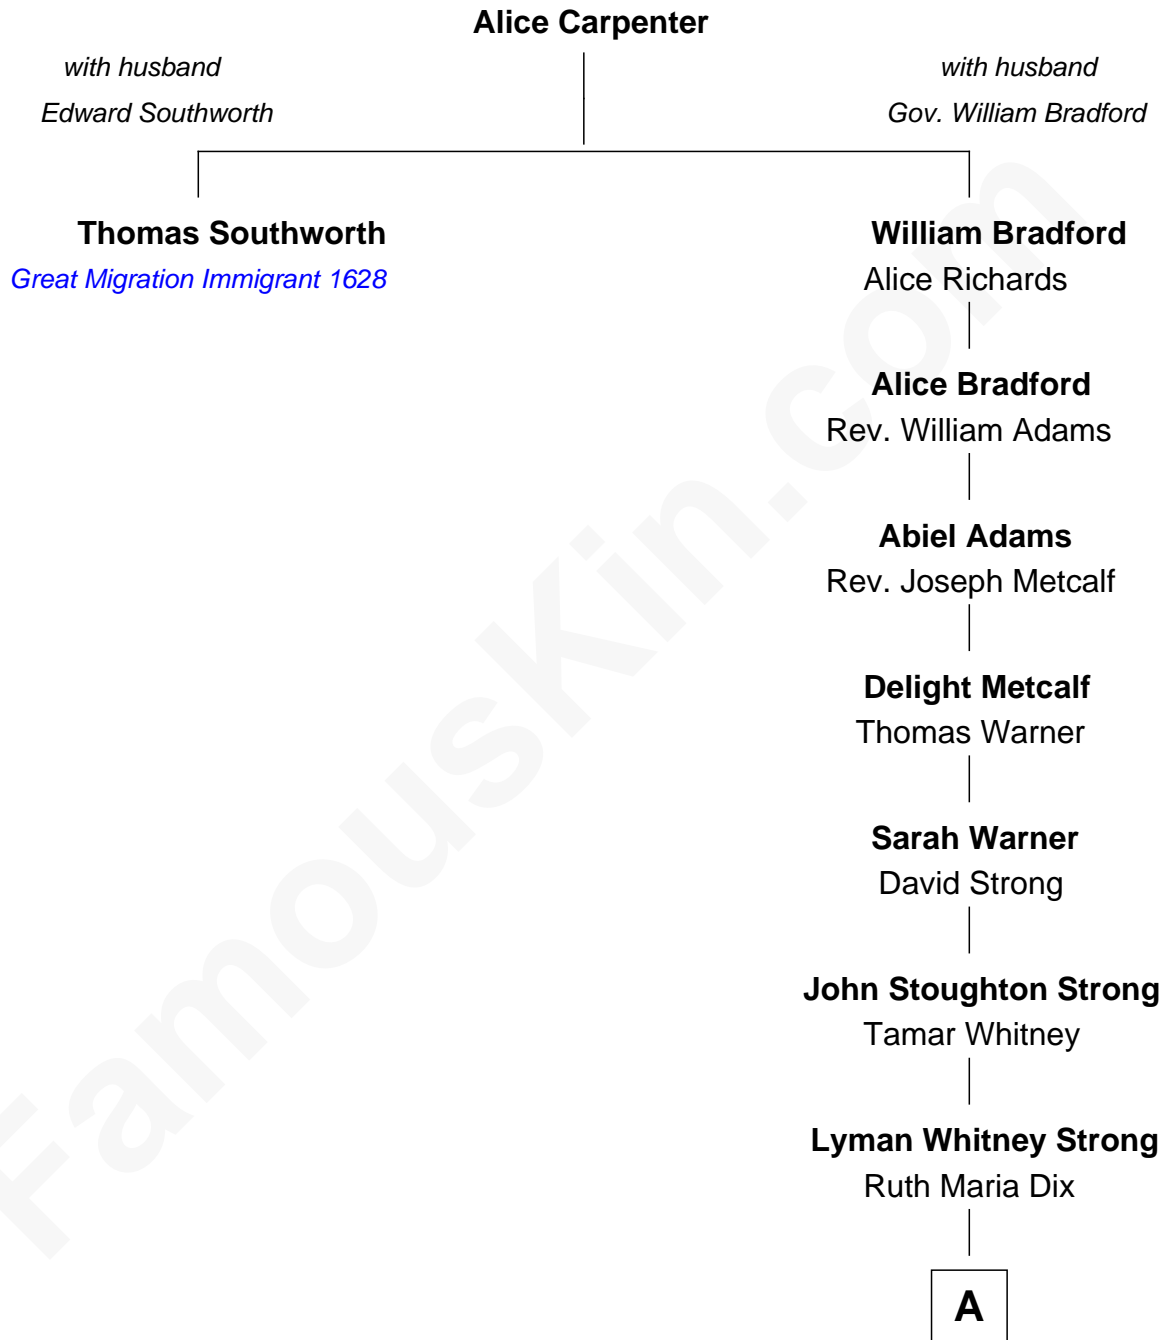 Alice Carpenter
with husband
Edward Southworth
with husband
Gov. William Bradford
Thomas Southworth
Great Migration Immigrant 1628
William Bradford
Alice Richards
Alice Bradford
Rev. William Adams
Abiel Adams
Rev. Joseph Metcalf
Delight Metcalf
Thomas Warner
Sarah Warner
David Strong
John Stoughton Strong
Tamar Whitney
Lyman Whitney Strong
Ruth Maria Dix
A
FamousKin.com